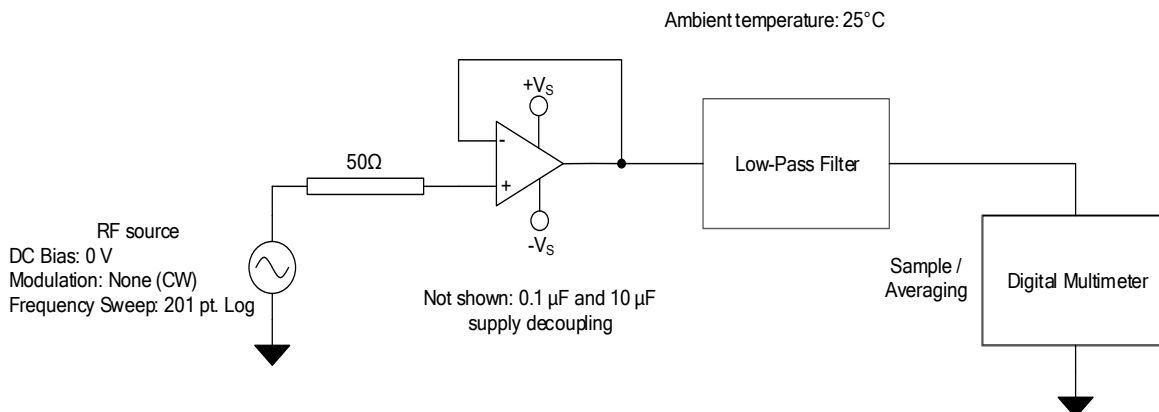 Ambient temperature: 25°C
+VS
-
50Ω
+
Low-Pass Filter
-VS
RF source
DC Bias: 0 V
Modulation: None (CW)
Frequency Sweep: 201 pt. Log
Not shown: 0.1 µF and 10 µF
supply decoupling
Sample /
Averaging
Digital Multimeter